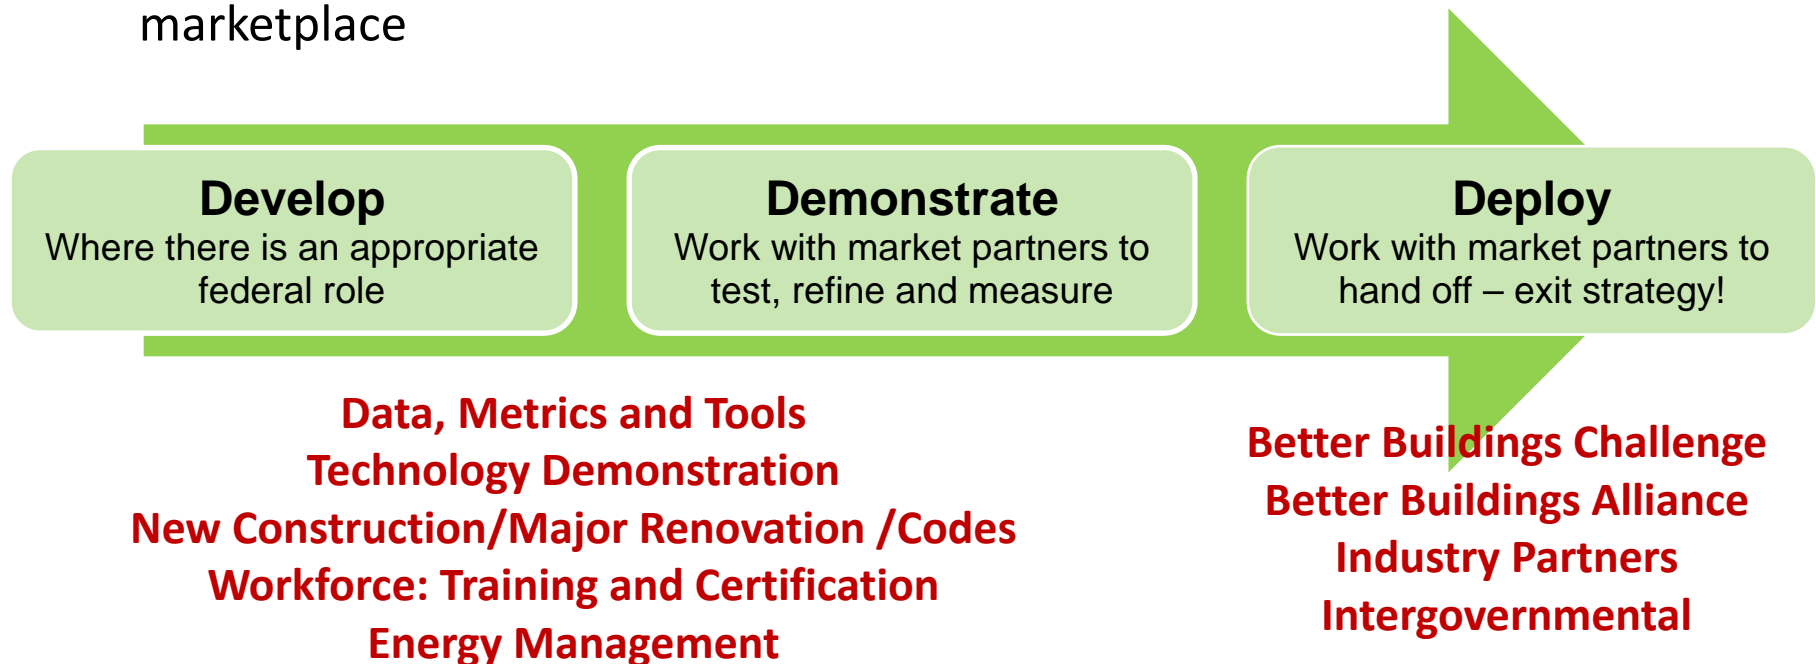 marketplace
Develop
Where there is an appropriate
federal role
Demonstrate
Work with market partners to
test, refine and measure
Deploy
Work with market partners to
hand off – exit strategy!
Data, Metrics and Tools
Technology Demonstration
New Construction/Major Renovation /Codes
Workforce: Training and Certification
Energy Management
Better Buildings Challenge
Better Buildings Alliance
Industry Partners
Intergovernmental